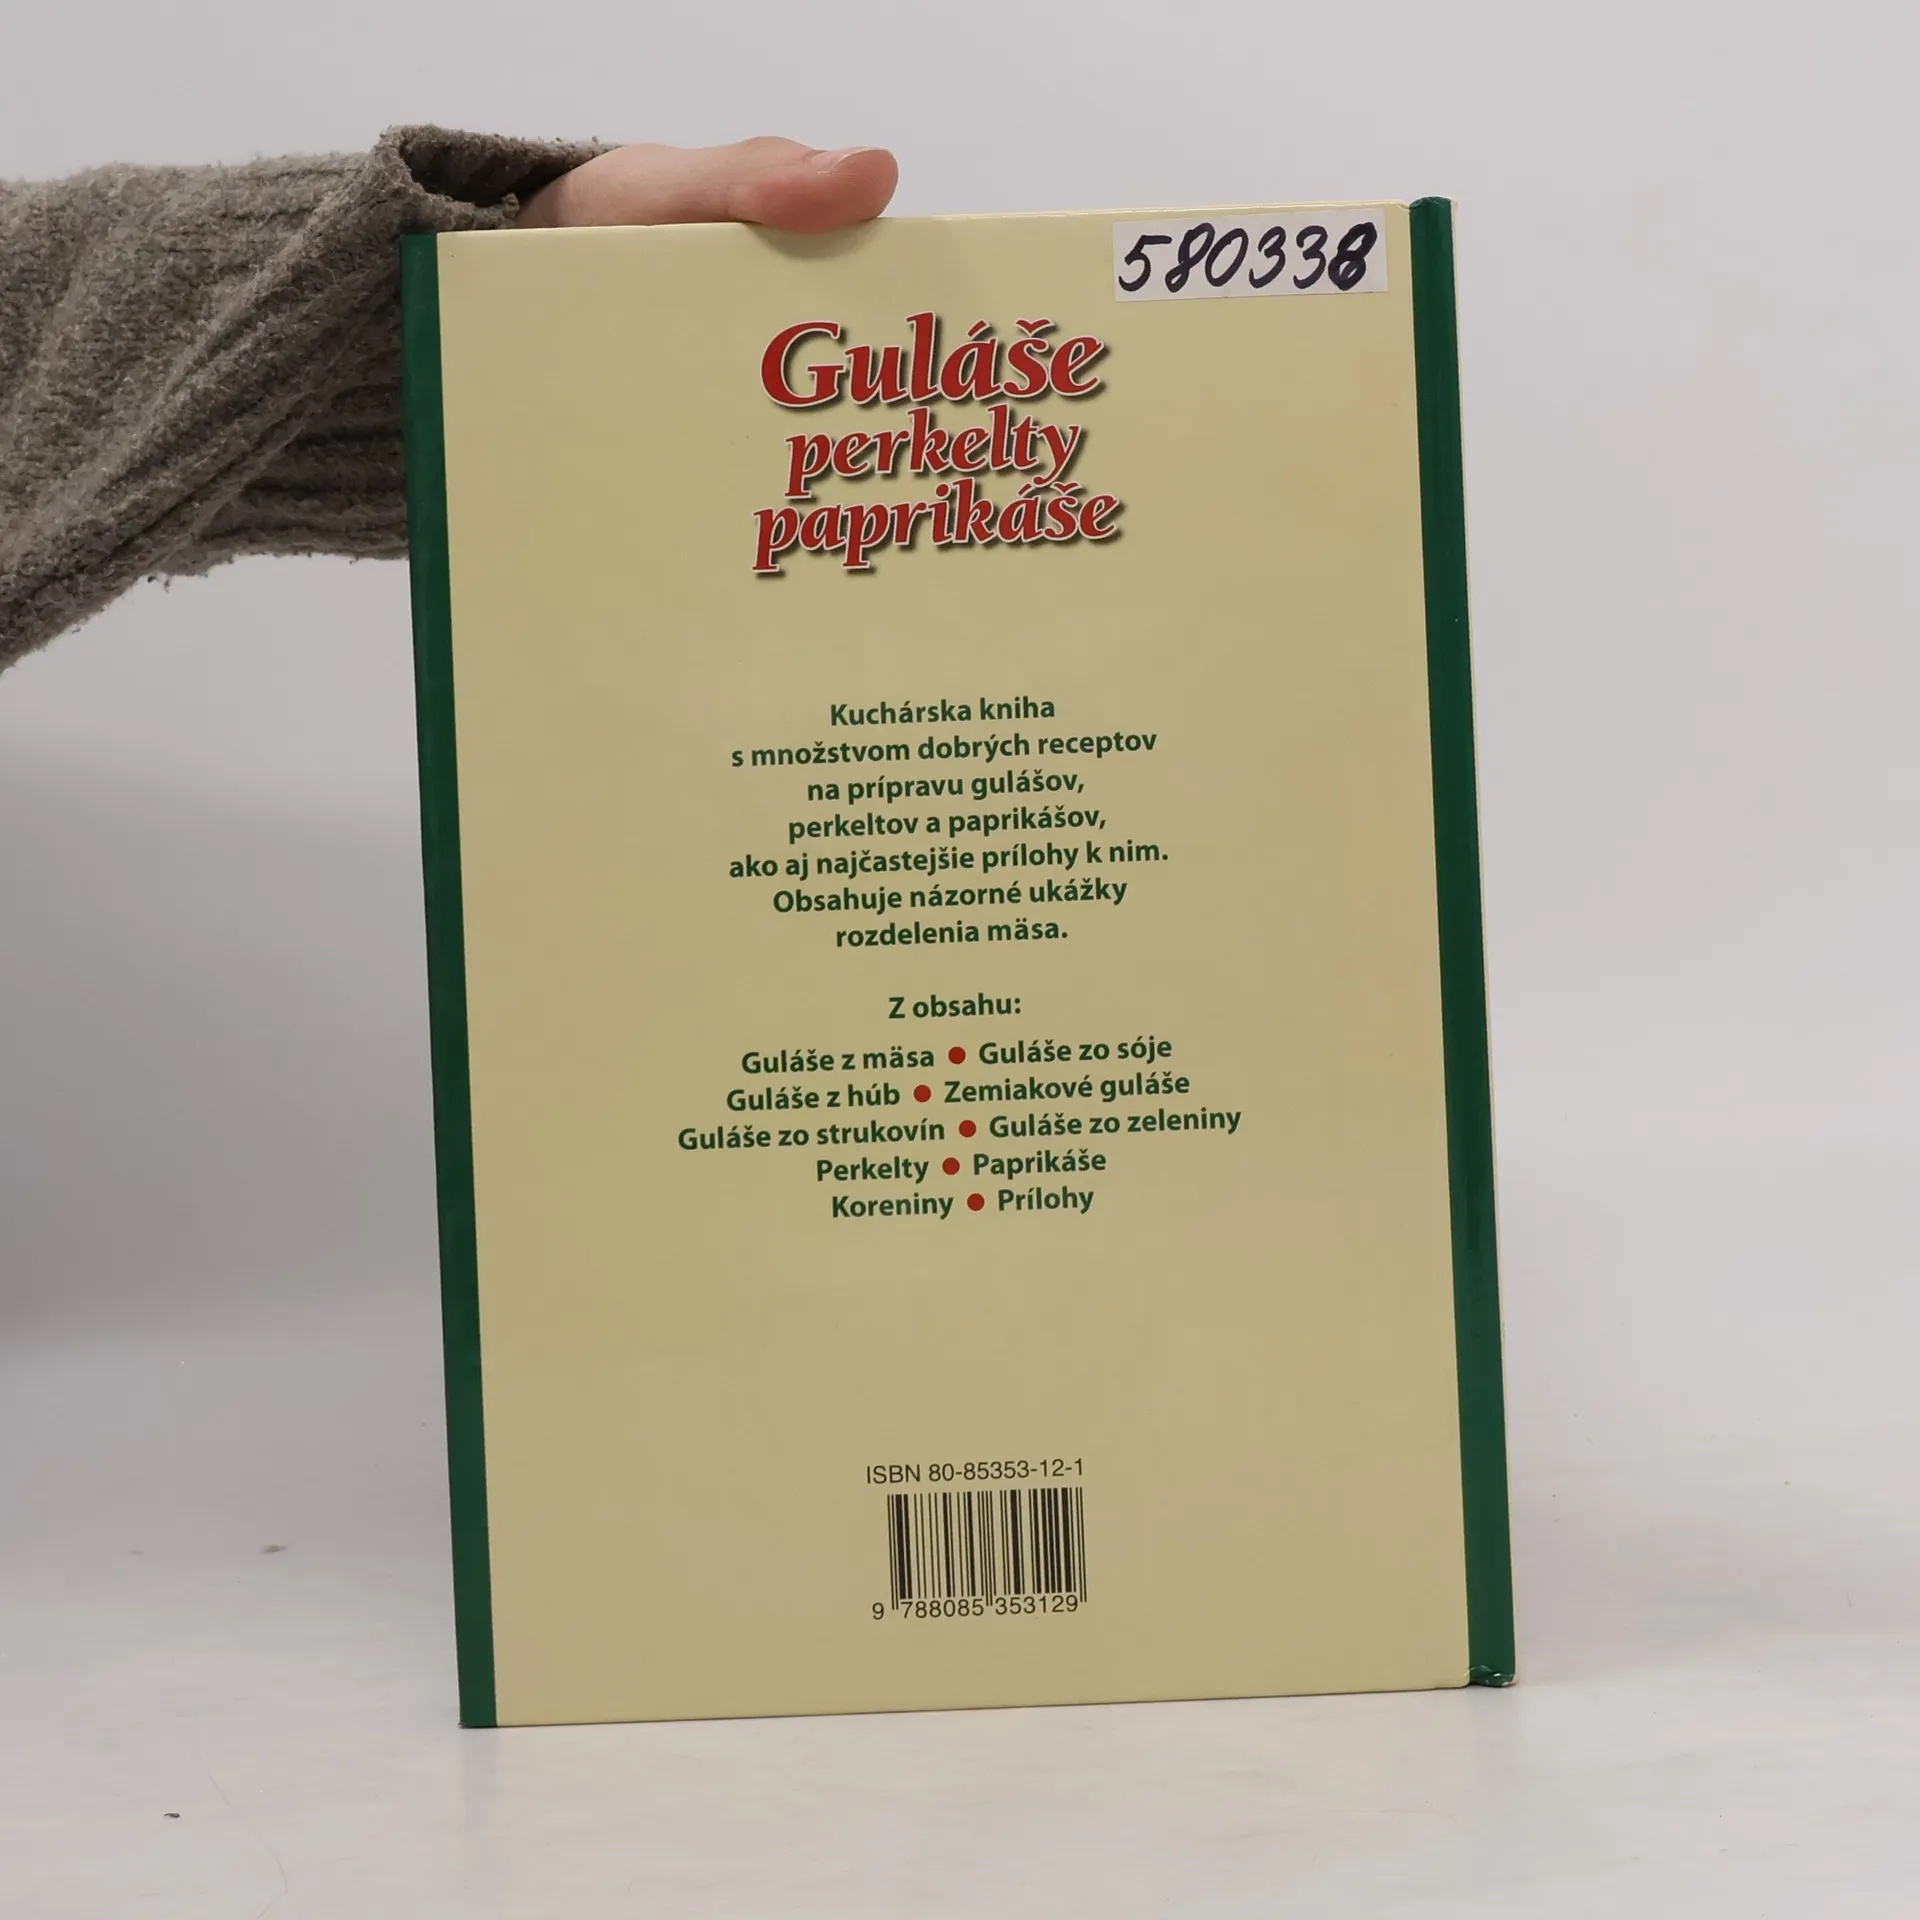 580338
Guláše
perkelty
paprikáše
Kuchárska kniha
s množstvom dobrých receptov
na prípravu gulášov,
perkeltov a paprikášov,
ako aj najčastejšie prílohy k nim.
Obsahuje názorné ukážky
rozdelenia mäsa.
Z obsahu:
Guláše z mäsa ● Guláše zo sóje
Guláše z húb ● Zemiakové guláše
Guláše zo strukovín ● Guláše zo zeleniny
Perkelty ● Paprikáše
Koreniny ● Prílohy
ISBN 80-85353-12-1
9 788085 353129